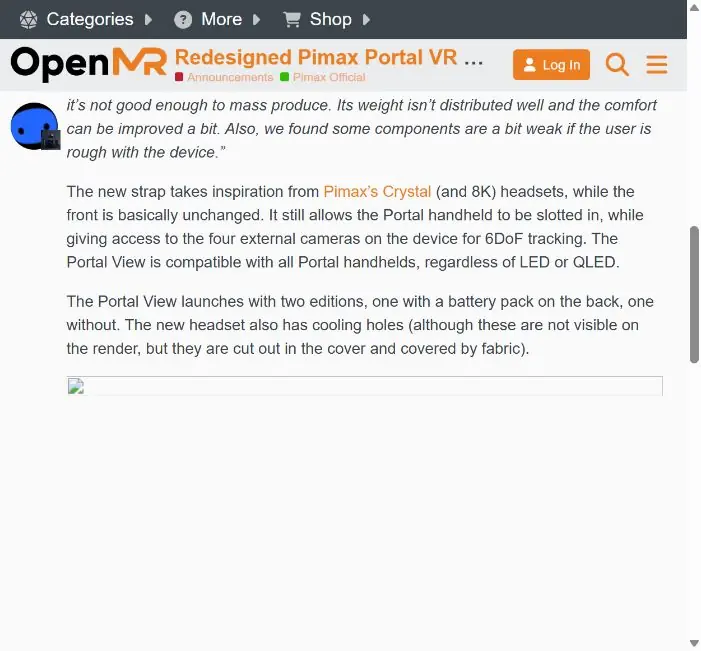 Categories More Shop
OpenMR Redesigned Pimax Portal VR ...
Announcements Pimax Official
Log In
it's not good enough to mass produce. Its weight isn't distributed well and the comfort
can be improved a bit. Also, we found some components are a bit weak if the user is
rough with the device.”
The new strap takes inspiration from Pimax's Crystal (and 8K) headsets, while the
front is basically unchanged. It still allows the Portal handheld to be slotted in, while
giving access to the four external cameras on the device for 6DoF tracking. The
Portal View is compatible with all Portal handhelds, regardless of LED or QLED.
The Portal View launches with two editions, one with a battery pack on the back, one
without. The new headset also has cooling holes (although these are not visible on
the render, but they are cut out in the cover and covered by fabric).